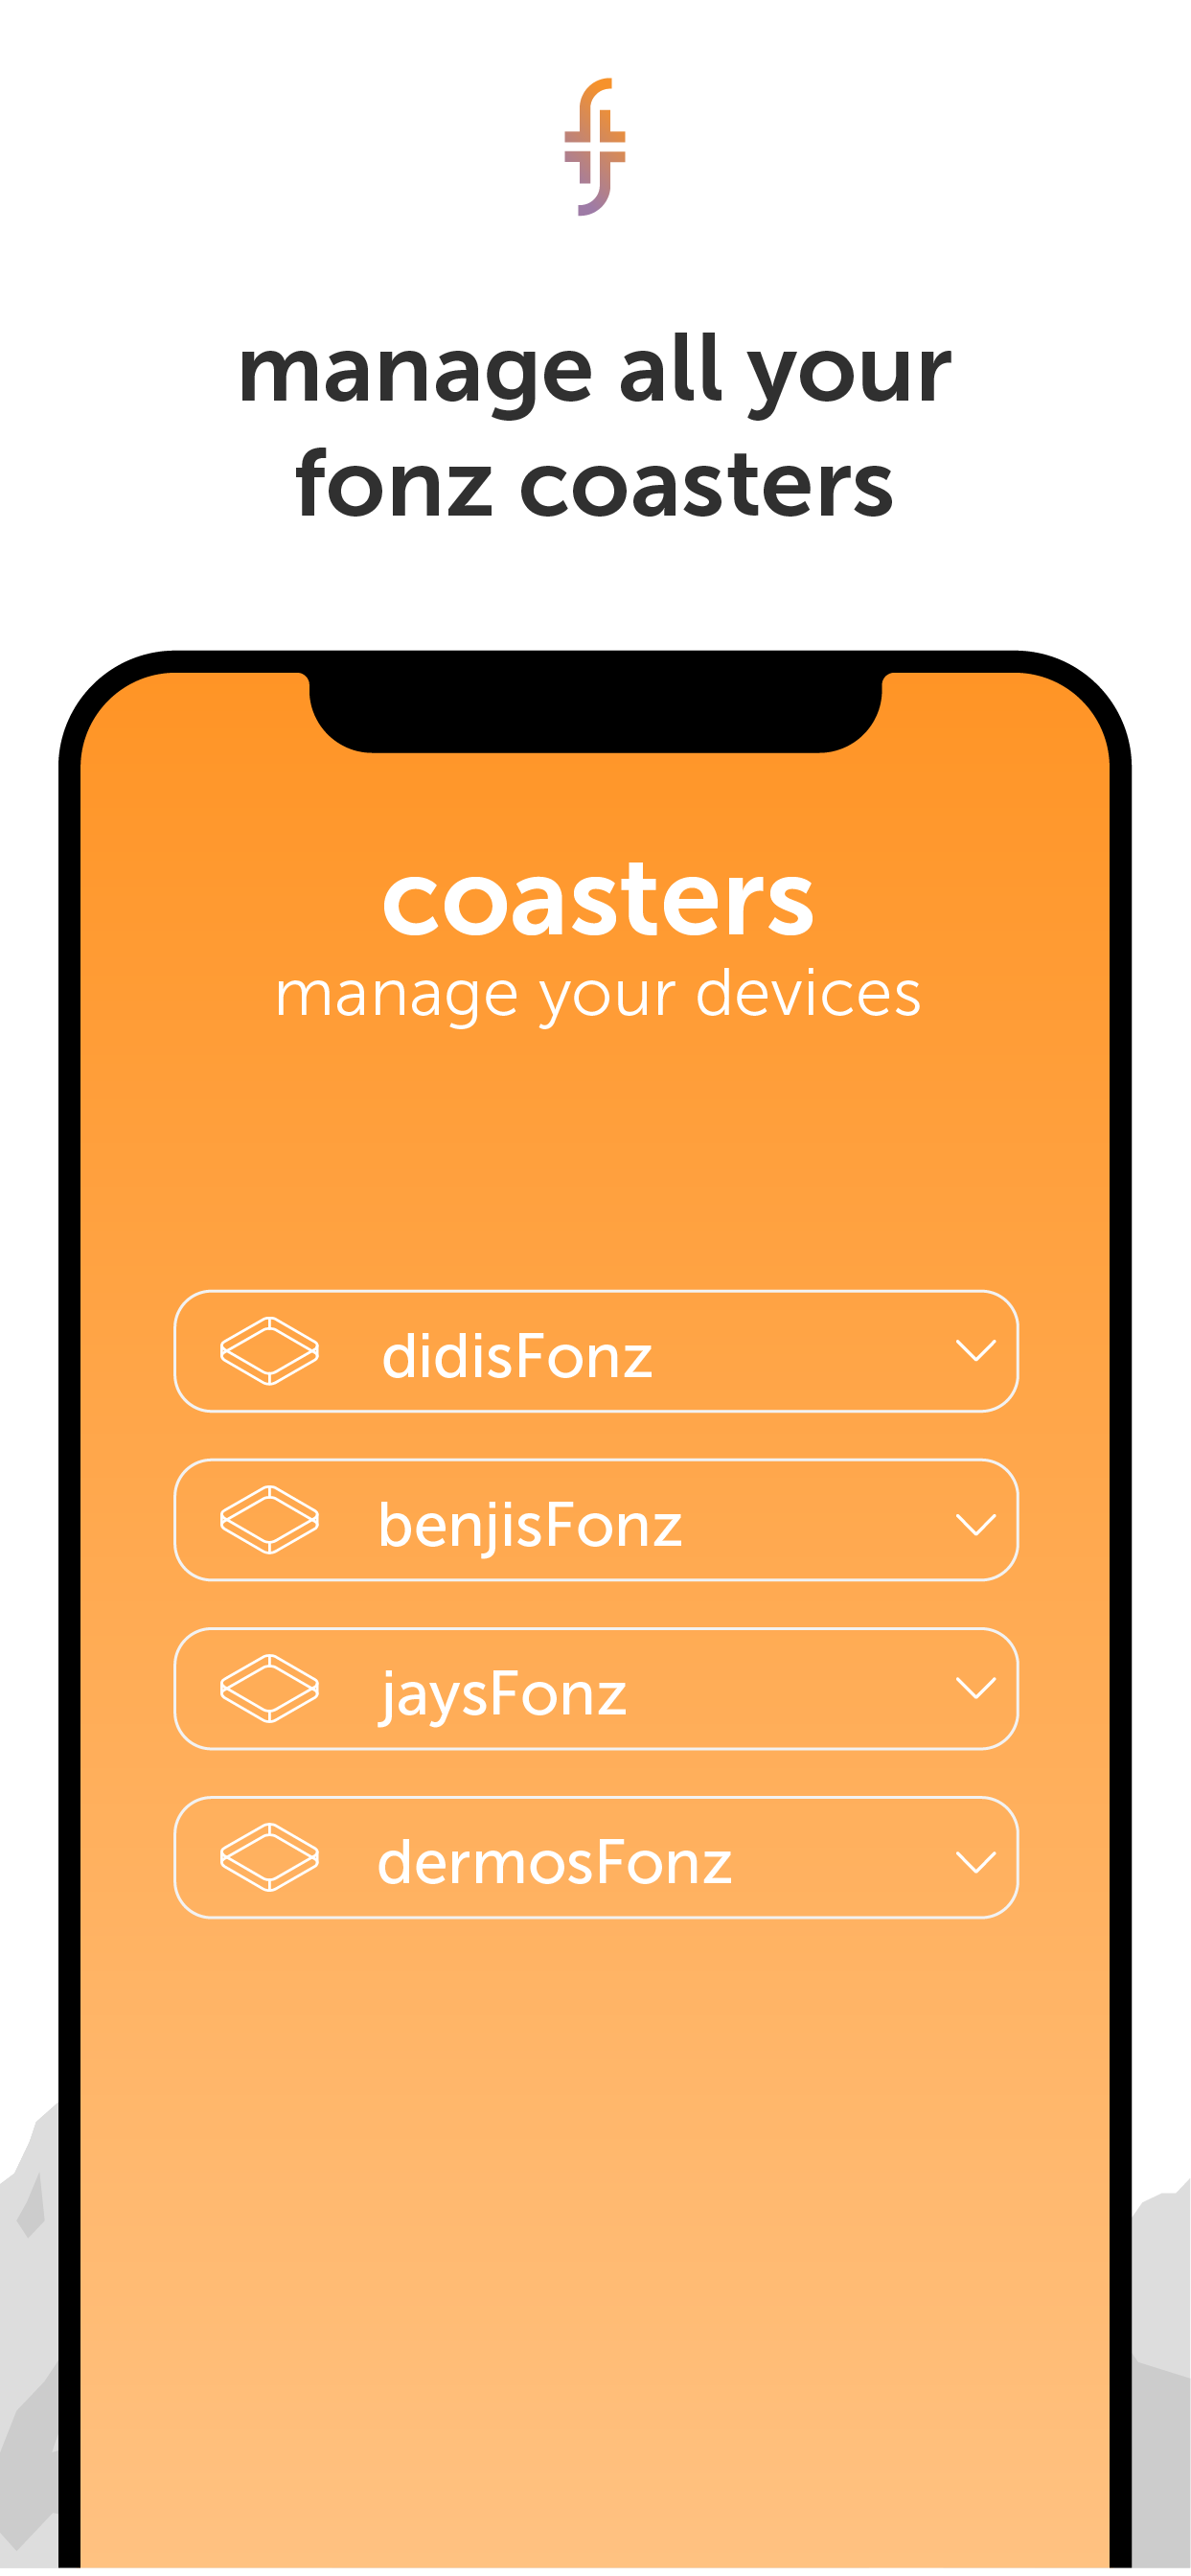 manage all your
fonz coasters
coasters
manage your devices
didisFonz
benjisFonz
jaysFonz
dermosFonz